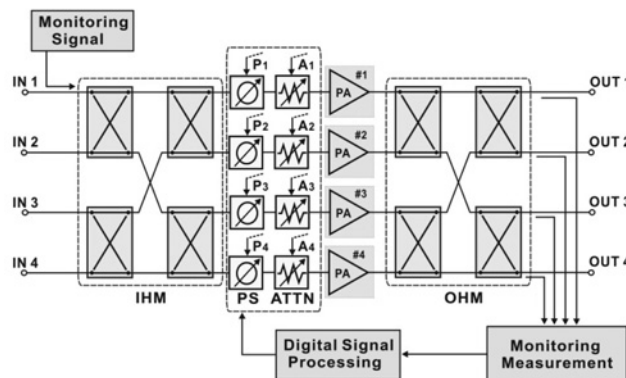 Monitoring
Signal
IN 1
IN 2
IN 3
IN 4
P1
A1
P2
A2
P3
A3
P4
A4
#1
PA
#2
PA
#3
PA
#4
PA
OUT 1
OUT 2
OUT 3
OUT 4
IHM
PS
ATTN
OHM
Digital Signal
Processing
Monitoring
Measurement